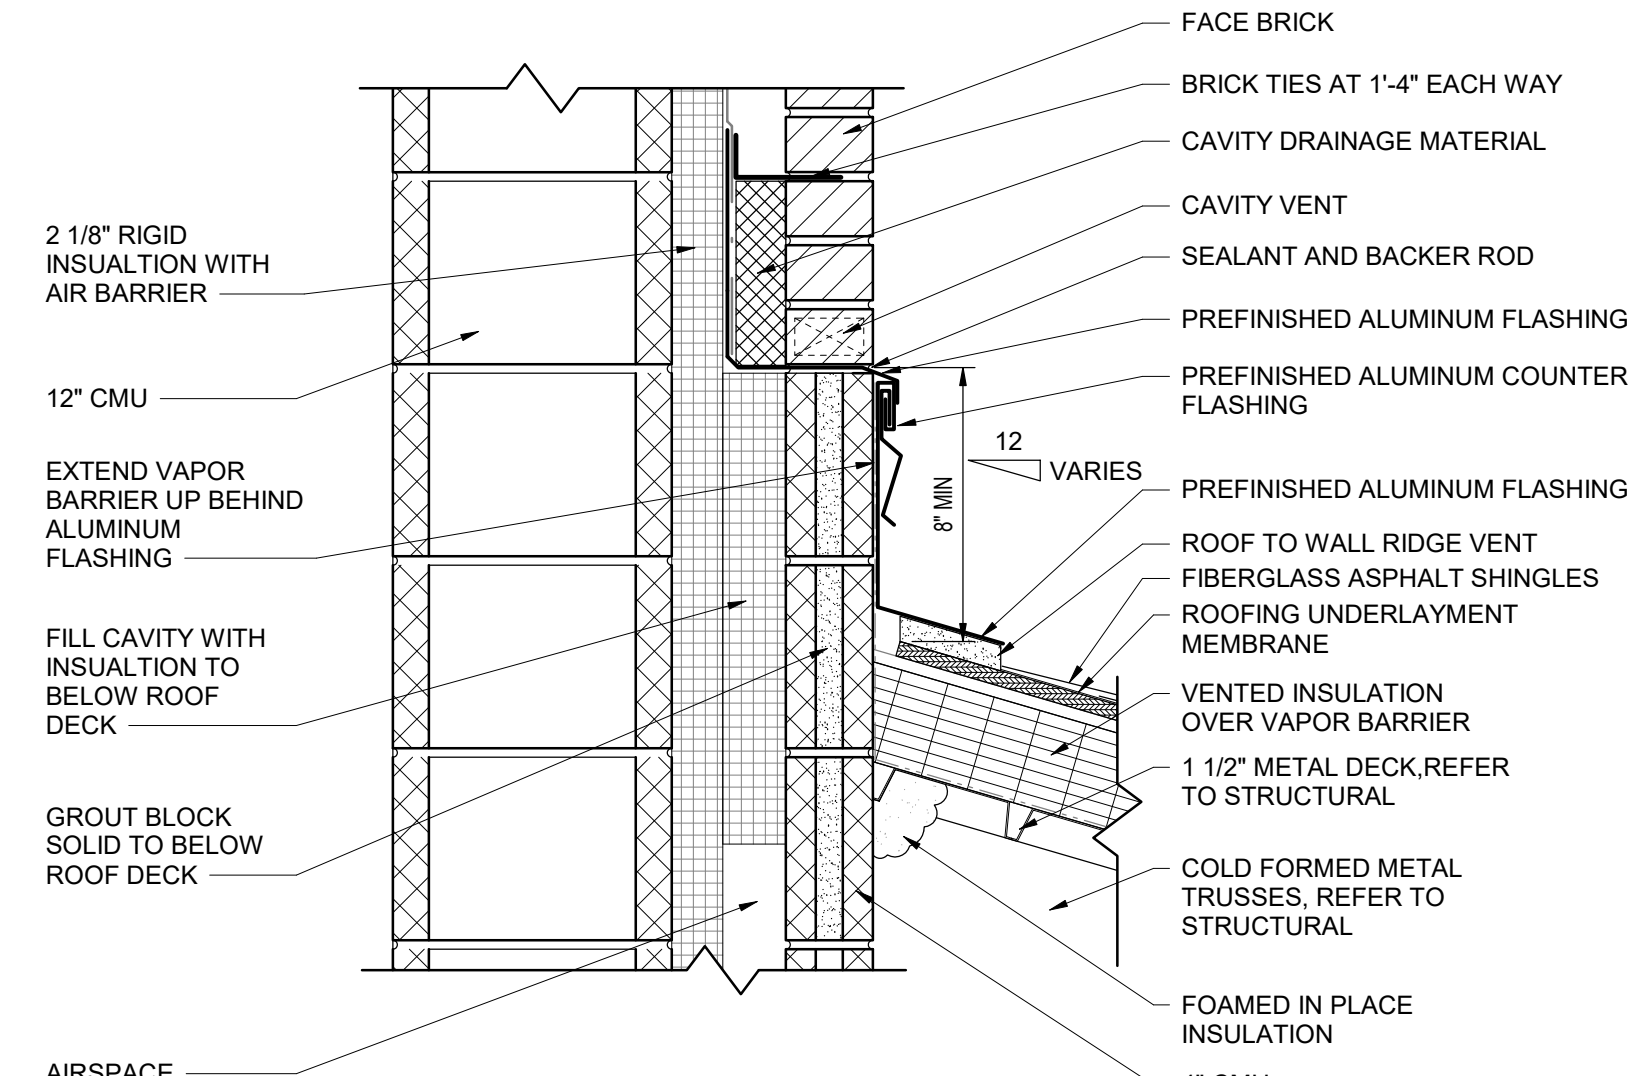 FACE BRICK
BRICK TIES AT 1'-4" EACH WAY
CAVITY DRAINAGE MATERIAL
CAVITY VENT
SEALANT AND BACKER ROD
PREFINISHED ALUMINUM FLASHING
PREFINISHED ALUMINUM COUNTER
FLASHING
12
VARIES
8" MIN
PREFINISHED ALUMINUM FLASHING
ROOF TO WALL RIDGE VENT
FIBERGLASS ASPHALT SHINGLES
ROOFING UNDERLAYMENT
MEMBRANE
VENTED INSULATION
OVER VAPOR BARRIER
1 1/2" METAL DECK,REFER
TO STRUCTURAL
COLD FORMED METAL
TRUSSES, REFER TO
STRUCTURAL
FOAMED IN PLACE
INSULATION
4" CMU
2 1/8" RIGID
INSUALTION WITH
AIR BARRIER
12" CMU
EXTEND VAPOR
BARRIER UP BEHIND
ALUMINUM
FLASHING
FILL CAVITY WITH
INSUALTION TO
BELOW ROOF
DECK
GROUT BLOCK
SOLID TO BELOW
ROOF DECK
AIRSPACE